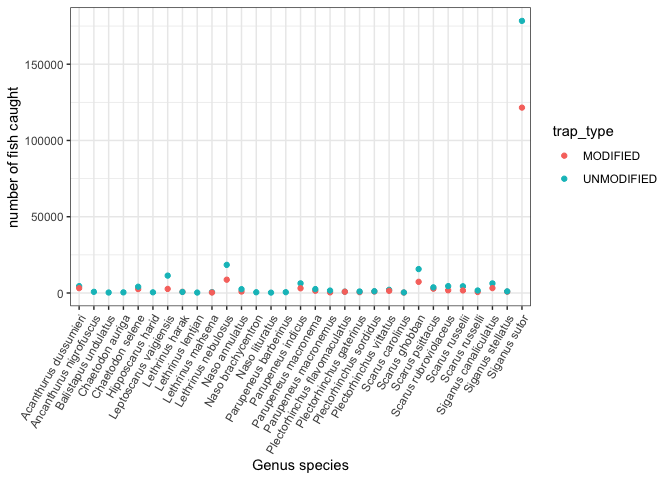 number of fish caught
150000
100000
50000
0
Acanthurus dussumieri
Ancanthurus nigrofuscus
Balistapus undulatus
Chaetodon auriga
Chaetodon selene
Hipposcarus harid
Leptoscarus vaigiensis
Lethrinus harak
Lethrinus lentjan
Lethrinus mahsena
Lethrinus nebulosus
Naso annulatus
Naso brachycentron
Naso lituratus
Parupeneus barberinus
Parupeneus indicus
Parupeneus macronema
Parupeneus macronemus
Plectorhinchus flavomaculatus
Plectorhinchus gaterinus
Plectorhinchus sordidus
Plectorhinchus vittatus
Scarus carolinus
Scarus ghobban
Scarus psittacus
Scarus rubroviolaceus
Scarus russelii
Scarus russelli
Siganus canaliculatus
Siganus stellatus
Siganus sutor
Genus species
trap_type
MODIFIED
UNMODIFIED